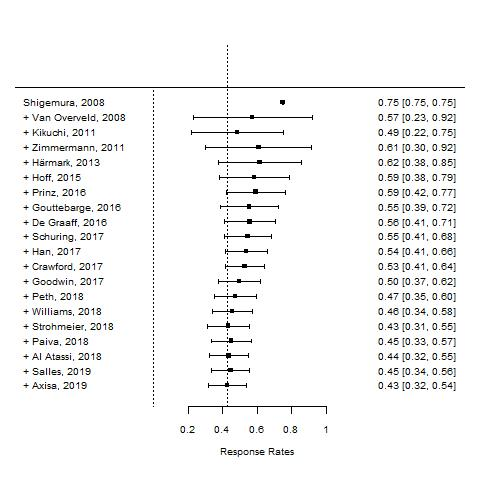 Shigemura, 2008 0.75 [0.75, 0.75]
+ Van Overveld, 2008 0.57 [0.23, 0.92]
+ Kikuchi, 2011 0.49 [0.22, 0.75]
+ Zimmermann, 2011 0.61 [0.30, 0.92]
+ Härmark, 2013 0.62 [0.38, 0.85]
+ Hoff, 2015 0.59 [0.38, 0.79]
+ Prinz, 2016 0.59 [0.42, 0.77]
+ Gouttebarge, 2016 0.55 [0.39, 0.72]
+ De Graaff, 2016 0.56 [0.41, 0.71]
+ Schuring, 2017 0.55 [0.41, 0.68]
+ Han, 2017 0.54 [0.41, 0.66]
+ Crawford, 2017 0.53 [0.41, 0.64]
+ Goodwin, 2017 0.50 [0.37, 0.62]
+ Peth, 2018 0.47 [0.35, 0.60]
+ Williams, 2018 0.46 [0.34, 0.58]
+ Strohmeier, 2018 0.43 [0.31, 0.55]
+ Paiva, 2018 0.45 [0.33, 0.57]
+ Al Atassi, 2018 0.44 [0.32, 0.55]
+ Salles, 2019 0.45 [0.34, 0.56]
+ Axisa, 2019 0.43 [0.32, 0.54]
0.2 0.4 0.6 0.8 1
Response Rates